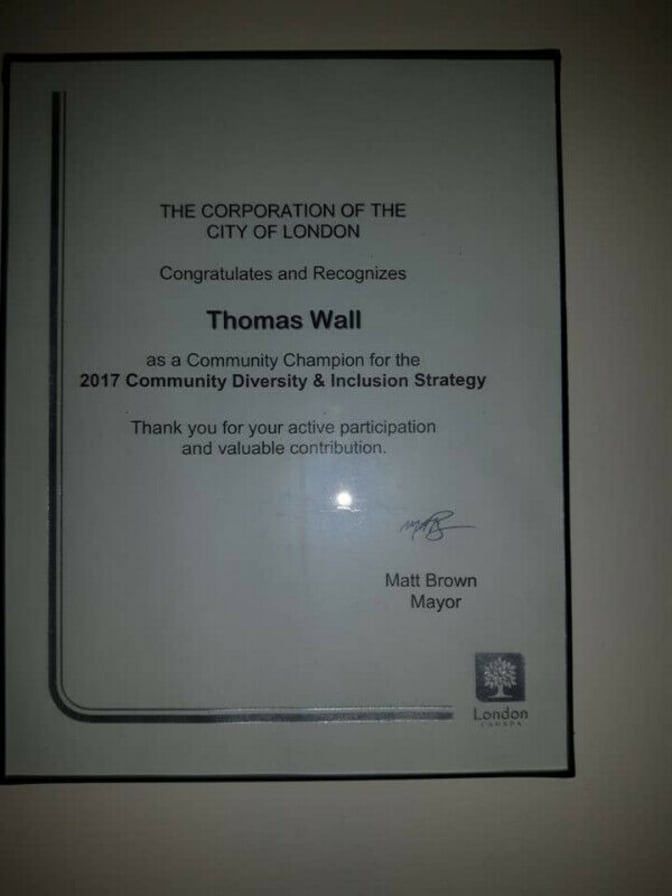 THE CORPORATION OF THE
CITY OF LONDON
Congratulates and Recognizes
Thomas Wall
as a Community Champion for the
2017 Community Diversity & Inclusion Strategy
Thank you for your active participation
and valuable contribution.
Matt Brown
Mayor
London
CANADA